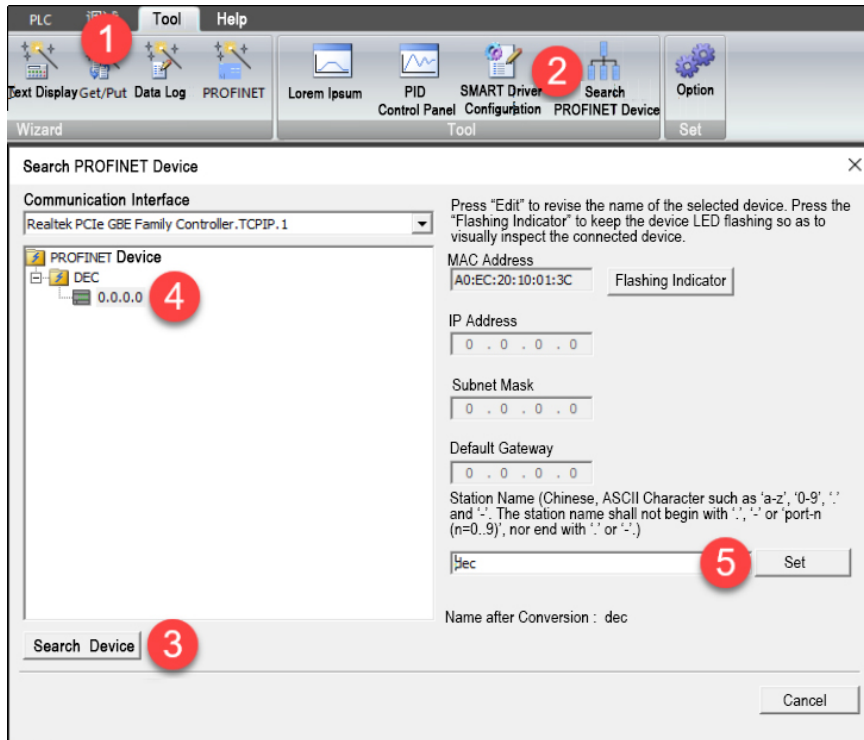 PLC Tool Help
1
Text Display Get/Put Data Log PROFINET
Lorem Ipsum
PID
Control Panel
SMART Driver
Configuration
2
Search
PROFINET Device
Option
Wizard Tool Set
Search PROFINET Device
Communication Interface
Realtek PCIe GBE Family Controller.TCPIP.1
PROFINET Device
DEC
0.0.0.0
4
Search Device
3
Press “Edit” to revise the name of the selected device. Press the
“Flashing Indicator” to keep the device LED flashing so as to
visually inspect the connected device.
MAC Address
A0:EC:20:10:01:3C Flashing Indicator
IP Address
0 . 0 . 0 . 0
Subnet Mask
0 . 0 . 0 . 0
Default Gateway
0 . 0 . 0 . 0
Station Name (Chinese, ASCII Character such as ‘a-z’, ‘0-9’, ‘.’
and ‘-’. The station name shall not begin with ‘.’, ‘-’ or ‘port-n
(n=0..9)’, nor end with ‘.’ or ‘-’.)
dec
5
Set
Name after Conversion : dec
Cancel